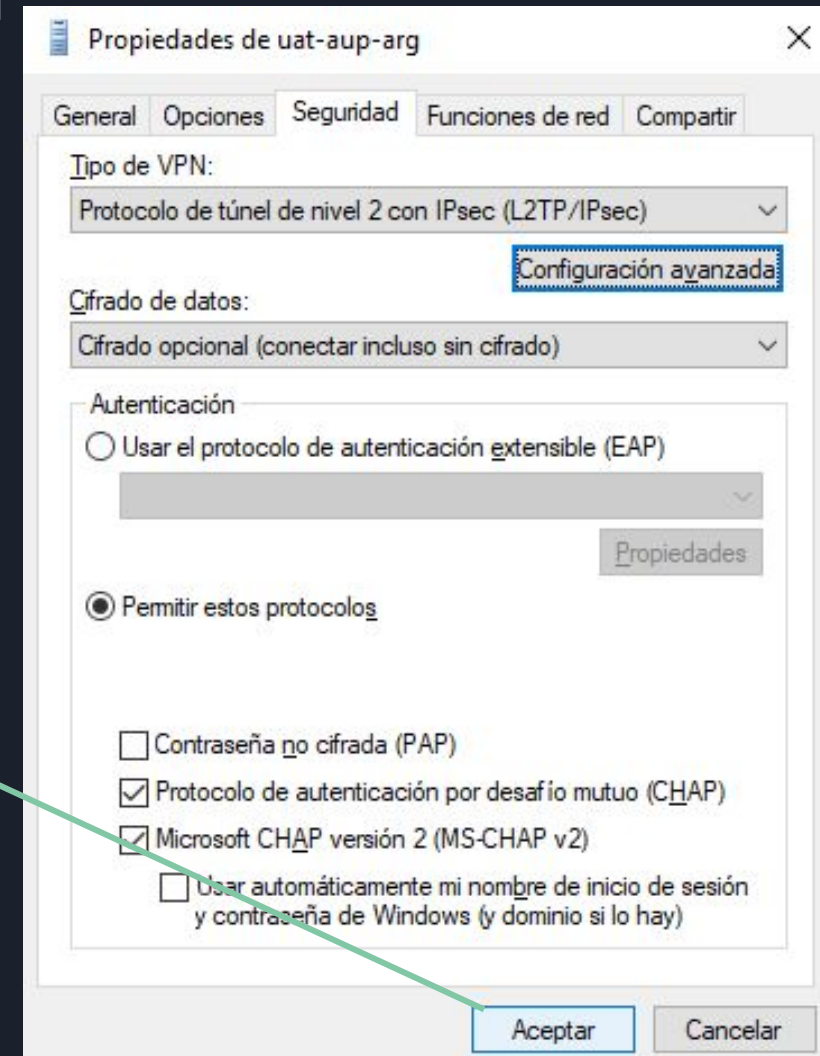 Propiedades de uat-aup-arg
General Opciones Seguridad Funciones de red Compartir
Tipo de VPN:
Protocolo de túnel de nivel 2 con IPsec (L2TP/IPsec)
Configuración avanzada
Cifrado de datos:
Cifrado opcional (conectar incluso sin cifrado)
Autenticación
Usar el protocolo de autenticación extensible (EAP)
Propiedades
Permitir estos protocolos
Contraseña no cifrada (PAP)
Protocolo de autenticación por desafío mutuo (CHAP)
Microsoft CHAP versión 2 (MS-CHAP v2)
Usar automáticamente mi nombre de inicio de sesión
y contraseña de Windows (y dominio si lo hay)
Aceptar Cancelar